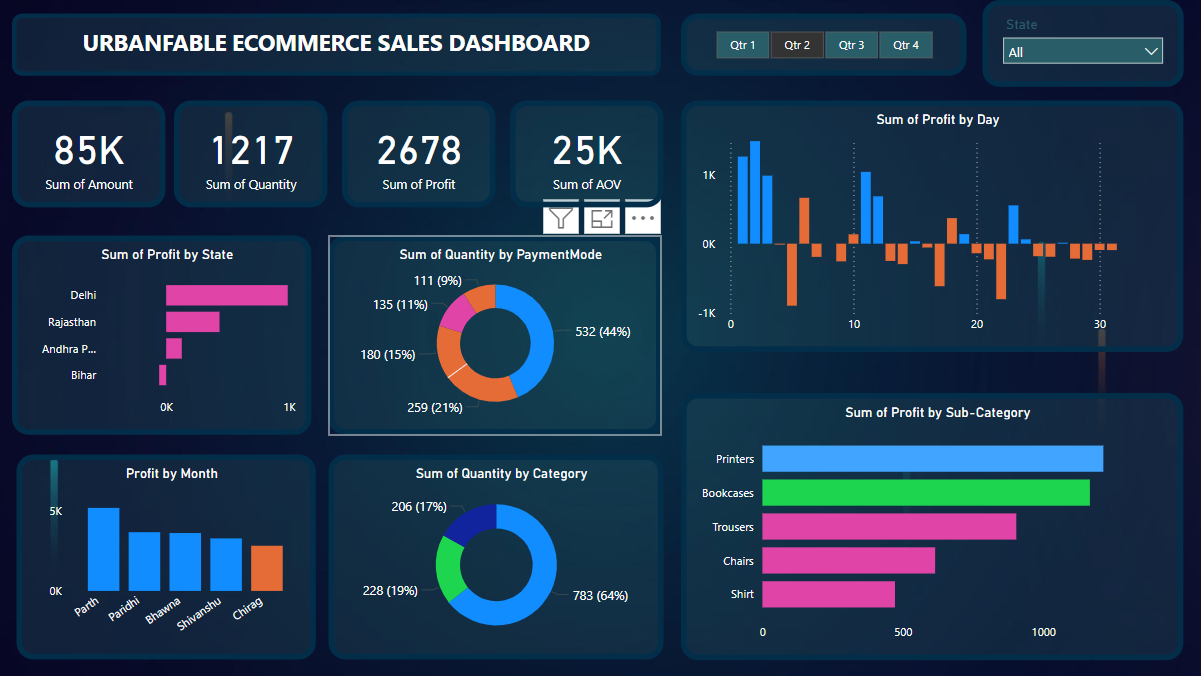 URBANFABLE ECOMMERCE SALES DASHBOARD
Qtr 1
Qtr 2
Qtr 3
Qtr 4
State
All
85K
Sum of Amount
1217
Sum of Quantity
2678
Sum of Profit
25K
Sum of AOV
Sum of Profit by Day
1K
0K
-1K
0
10
20
30
Sum of Profit by State
Delhi
Rajasthan
Andhra P...
Bihar
0K
1K
Sum of Quantity by PaymentMode
111 (9%)
135 (11%)
180 (15%)
259 (21%)
532 (44%)
Profit by Month
5K
0K
Parth
Paridhi
Bhawna
Shivanshu
Chirag
Sum of Quantity by Category
206 (17%)
228 (19%)
783 (64%)
Sum of Profit by Sub-Category
Printers
Bookcases
Trousers
Chairs
Shirt
0
500
1000